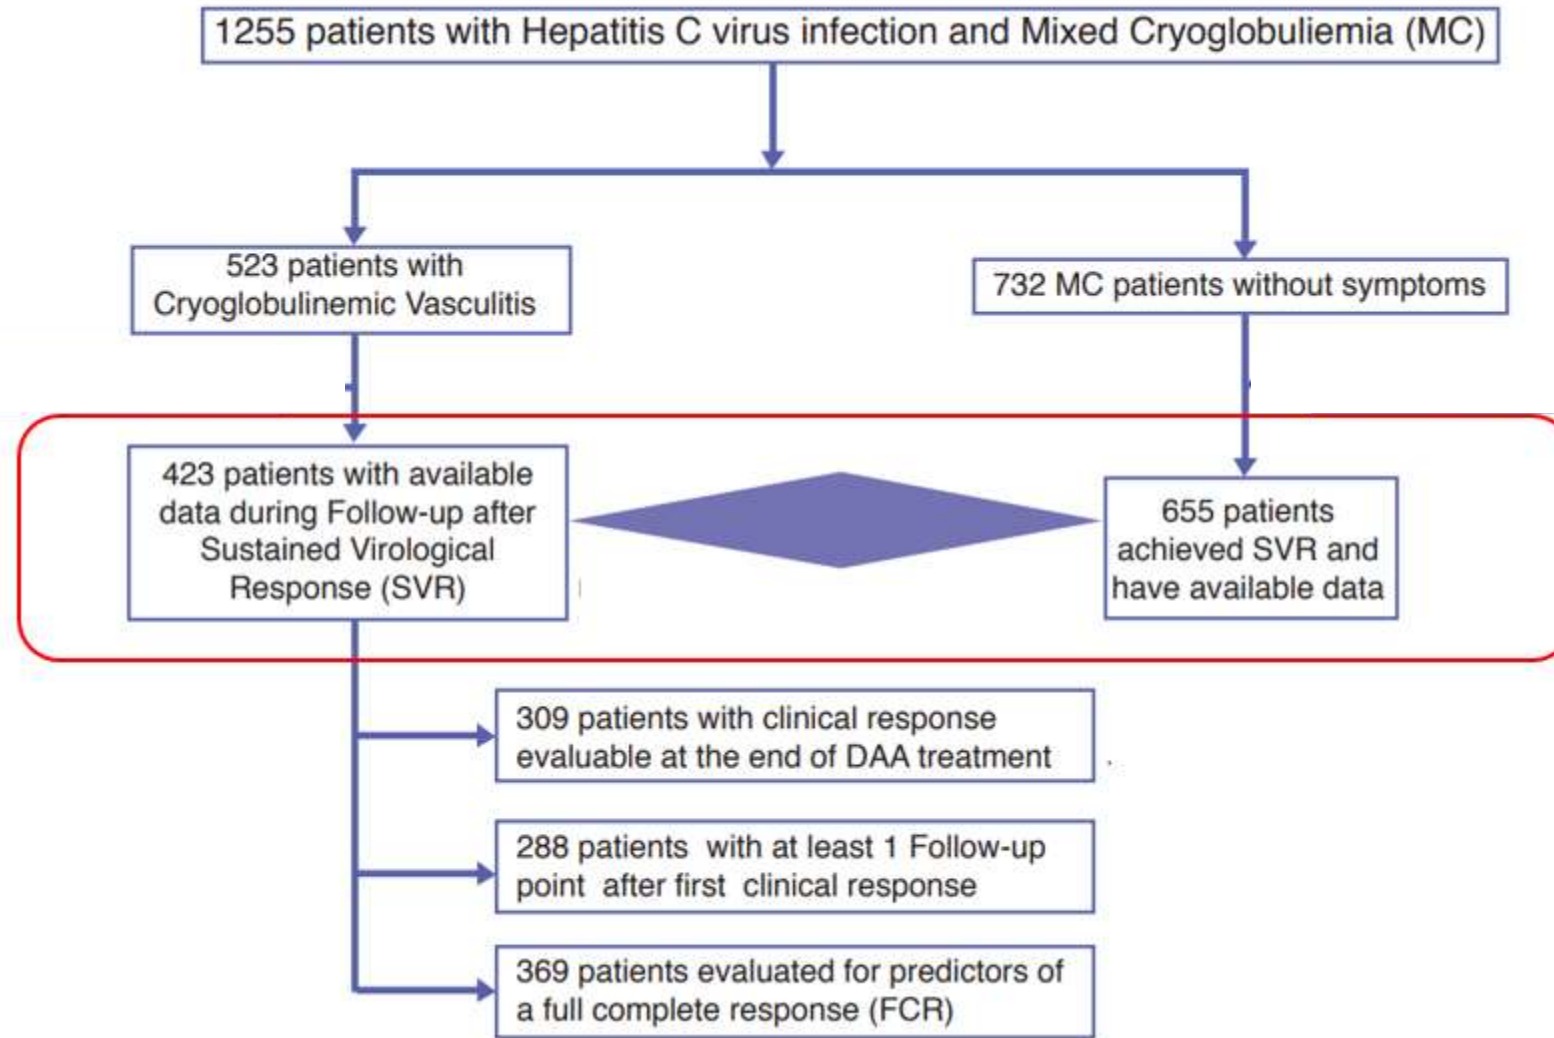 1255 patients with Hepatitis C virus infection and Mixed Cryoglobuliemia (MC)
523 patients with
Cryoglobulinemic Vasculitis
732 MC patients without symptoms
423 patients with available
data during Follow-up after
Sustained Virological
Response (SVR)
655 patients
achieved SVR and
have available data
309 patients with clinical response
evaluable at the end of DAA treatment
288 patients with at least 1 Follow-up
point after first clinical response
369 patients evaluated for predictors of
a full complete response (FCR)